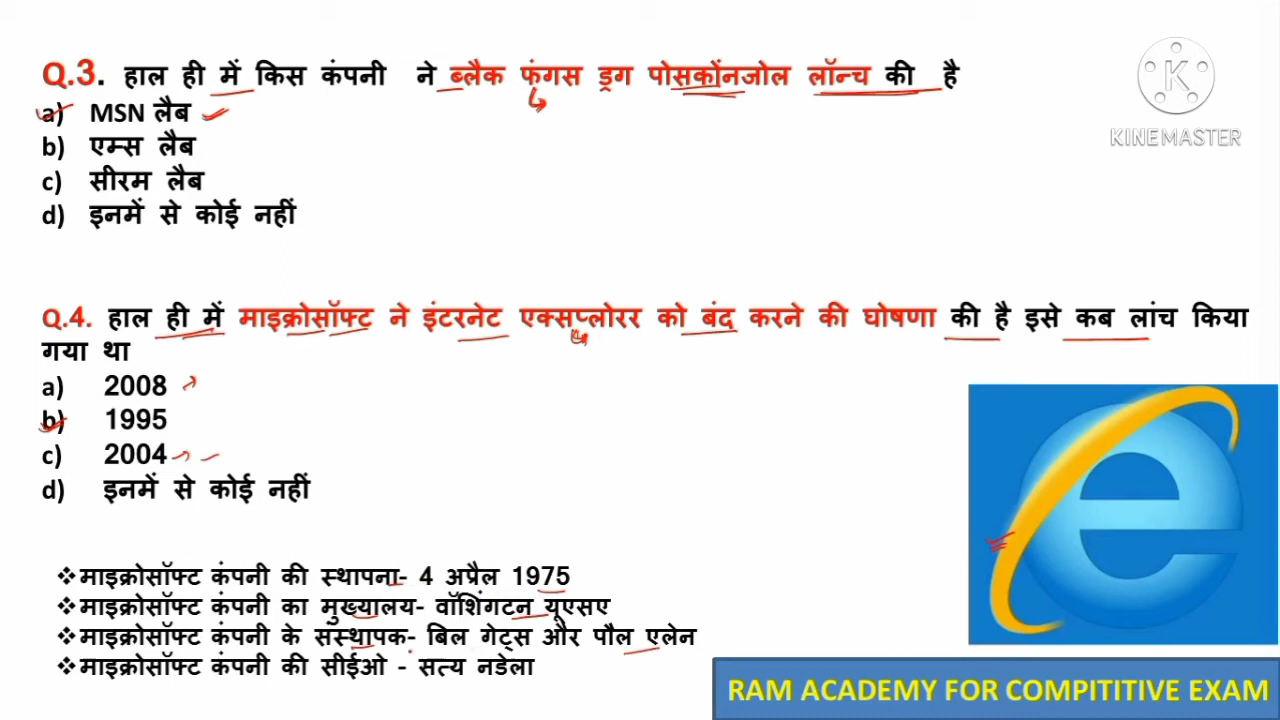 Q.3. हाल ही में किस कंपनी ने ब्लैक फंगस ड्रग पोसकोंनजोल लॉन्च की है
a) MSN लैब
b) एम्स लैब
c) सीरम लैब
d) इनमें से कोई नहीं
KINEMASTER
Q.4. हाल ही में माइक्रोसॉफ्ट ने इंटरनेट एक्सप्लोरर को बंद करने की घोषणा की है इसे कब लांच किया
गया था
a) 2008
b) 1995
c) 2004
d) इनमें से कोई नहीं
❖माइक्रोसॉफ्ट कंपनी की स्थापना- 4 अप्रैल 1975
❖माइक्रोसॉफ्ट कंपनी का मुख्यालय- वॉशिंगटन यूएसए
❖माइक्रोसॉफ्ट कंपनी के संस्थापक- बिल गेट्स और पौल एलेन
❖माइक्रोसॉफ्ट कंपनी की सीईओ - सत्य नडेला
RAM ACADEMY FOR COMPITITIVE EXAM